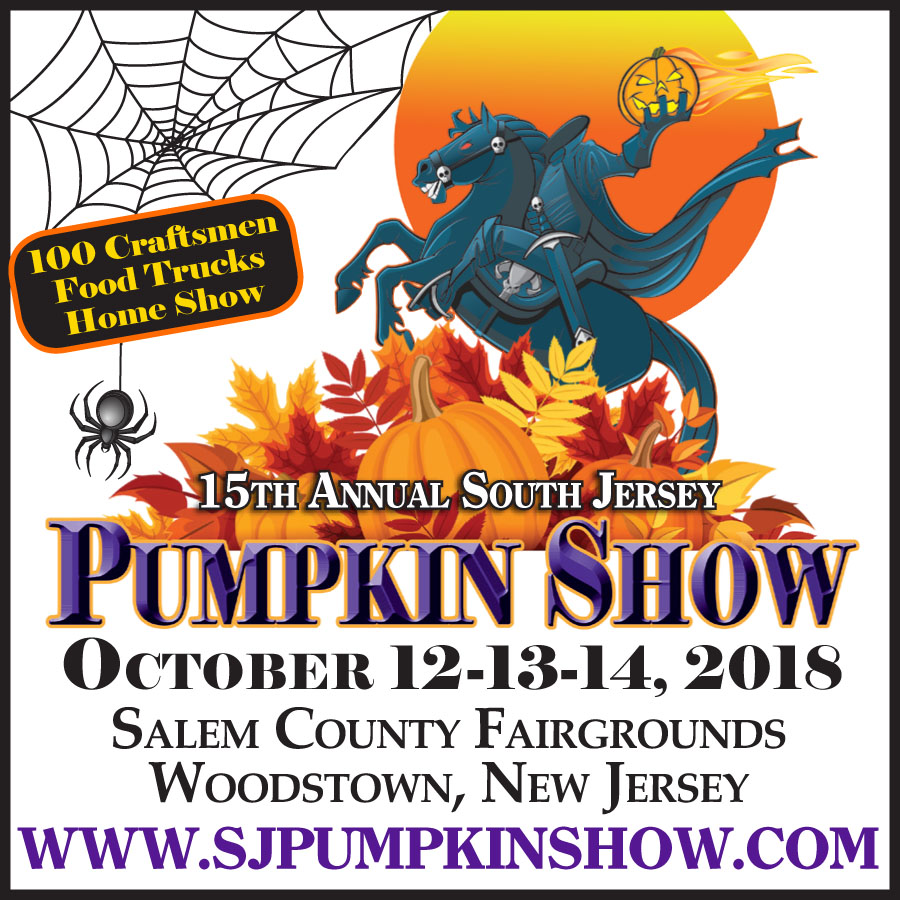 100 Craftsmen
Food Trucks
Home Show
15th Annual South Jersey
Pumpkin Show
October 12-13-14, 2018
Salem County Fairgrounds
Woodstown, New Jersey
www.sjpumpkinshow.com